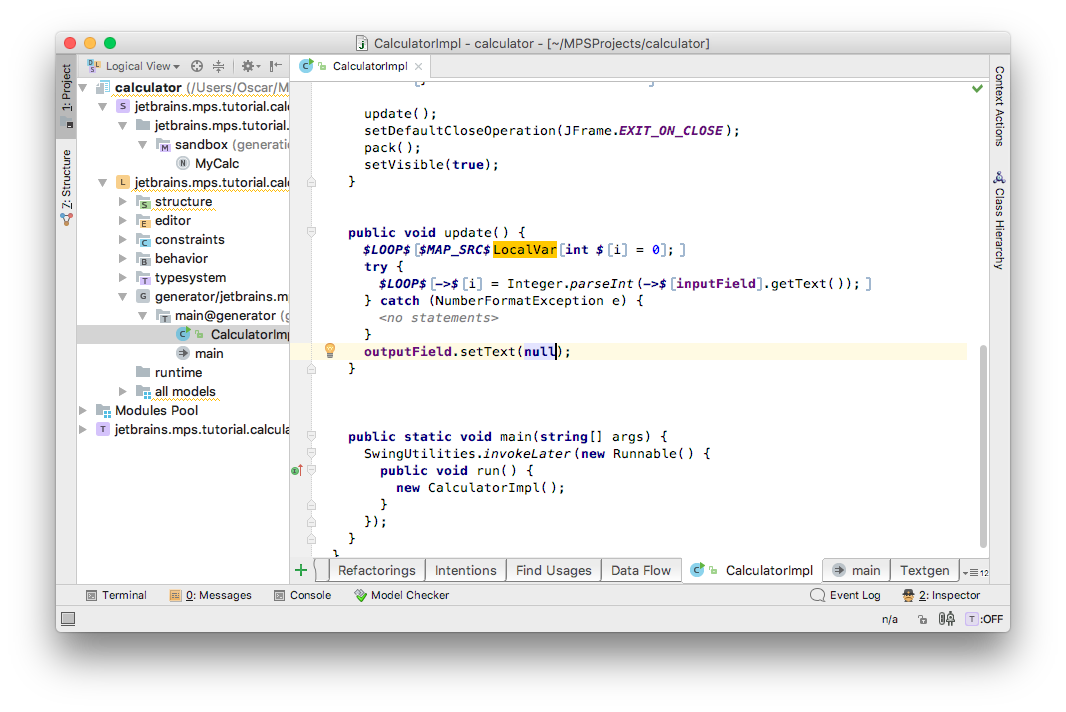 CalculatorImpl - calculator - [~/MPSProjects/calculator]
1: Project
Z: Structure
Logical View
calculator (/Users/Oscar/M
S jetbrains.mps.tutorial.cal
jetbrains.mps.tutorial.
M sandbox (generati
N MyCalc
L jetbrains.mps.tutorial.cal
S structure
E editor
C constraints
B behavior
T typesystem
G generator/jetbrains.m
T main@generator (g
C CalculatorImp
main
runtime
all models
Modules Pool
T jetbrains.mps.tutorial.calcula
C CalculatorImpl
update();
setDefaultCloseOperation(JFrame.EXIT_ON_CLOSE);
pack();
setVisible(true);
}
public void update() {
$LOOP$[$MAP_SRC$LocalVar[int $[i] = 0];]
try {
$LOOP$[->$[i] = Integer.parseInt(->$[inputField].getText());]
} catch (NumberFormatException e) {
<no statements>
}
outputField.setText(null);
}
public static void main(string[] args) {
SwingUtilities.invokeLater(new Runnable() {
public void run() {
new CalculatorImpl();
}
});
}
}
Context Actions
Class Hierarchy
+ Refactorings Intentions Find Usages Data Flow C CalculatorImpl main Textgen 12
Terminal 0: Messages Console Model Checker Event Log 2: Inspector
n/a T :OFF